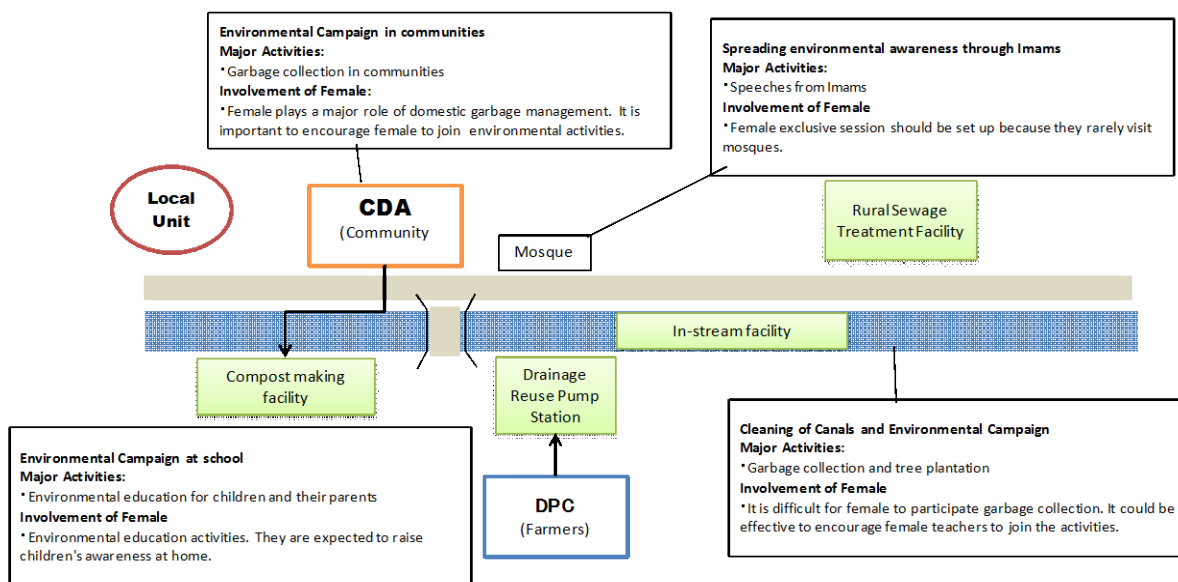 Environmental Campaign in communities
Major Activities:
・Garbage collection in communities
Involvement of Female:
・Female plays a major role of domestic garbage management.  It is
important to encourage female to join  environmental activities.
Spreading environmental awareness through Imams
Major Activities:
・Speeches from Imams
Involvement of Female
・Female exclusive session should be set up because they rarely visit
mosques.
Local
Unit
CDA
(Community
Mosque
Rural Sewage
Treatment Facility
In-stream facility
Compost making
facility
Drainage
Reuse Pump
Station
DPC
(Farmers)
Environmental Campaign at school
Major Activities:
・Environmental education for children and their parents
Involvement of Female
・Environmental education activities.  They are expected to raise
children's awareness at home.
Cleaning of Canals and Environmental Campaign
Major Activities:
・Garbage collection and tree plantation
Involvement of Female
・It is difficult for female to participate garbage collection. It could be
effective to encourage female teachers to join the activities.